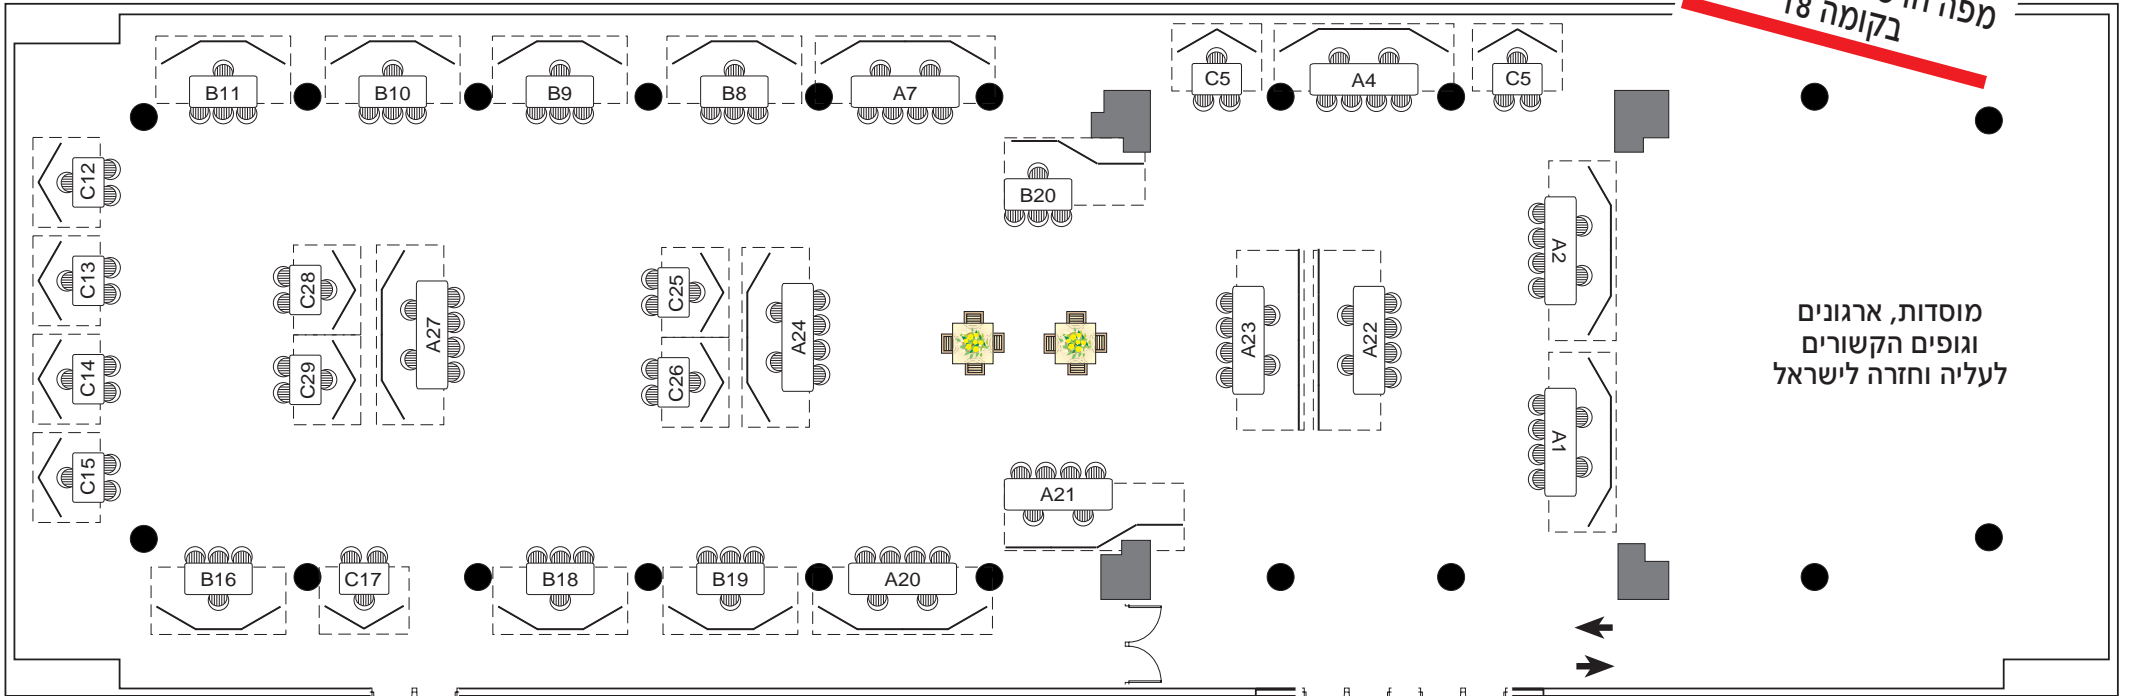 מפה
בקומה 18
B11
B10
B9
B8
A7
C5
A4
C5
C12
B20
C13
C28
A27
C25
A24
A23
A22
A2
מוסדות, ארגונים
וגופים הקשורים
לעליה וחזרה לישראל
C14
C29
C26
A1
C15
A21
B16
C17
B18
B19
A20